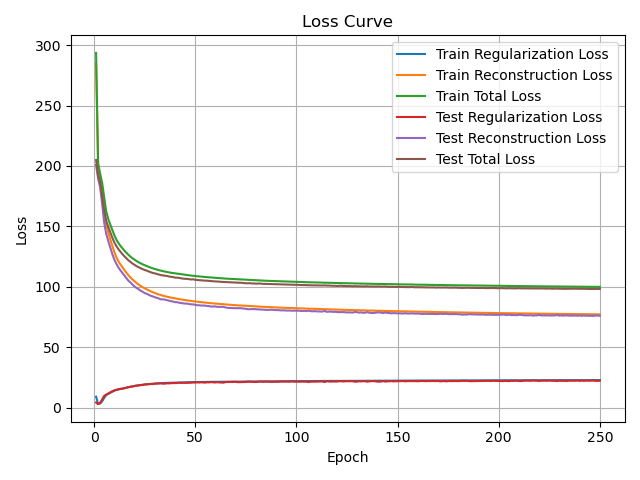 Loss Curve
300
250
200
150
100
50
0
Loss
Train Regularization Loss
Train Reconstruction Loss
Train Total Loss
Test Regularization Loss
Test Reconstruction Loss
Test Total Loss
0
50
100
150
200
250
Epoch